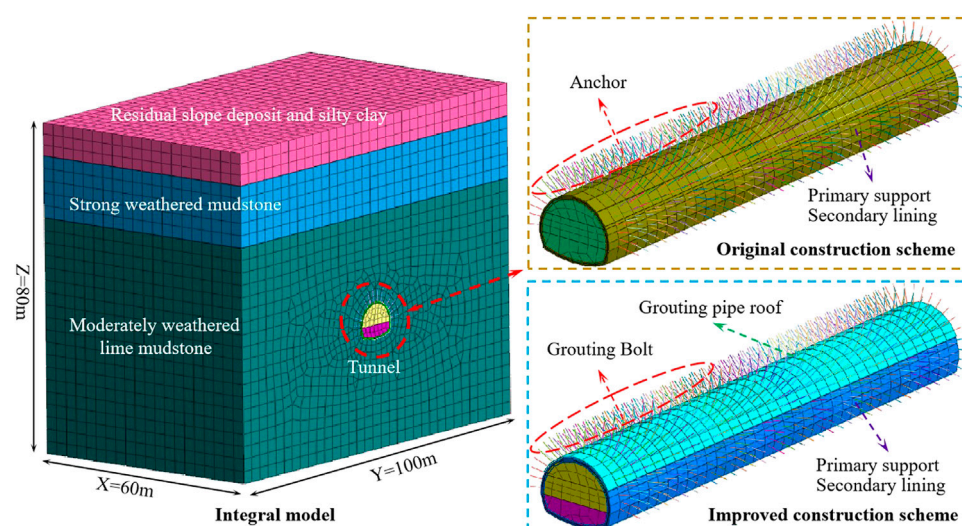 Residual slope deposit and silty clay
Strong weathered mudstone
Moderately weathered
lime mudstone
Tunnel
Z=80m
X=60m
Y=100m
Integral model
Anchor
Primary support
Secondary lining
Original construction scheme
Grouting pipe roof
Grouting Bolt
Primary support
Secondary lining
Improved construction scheme